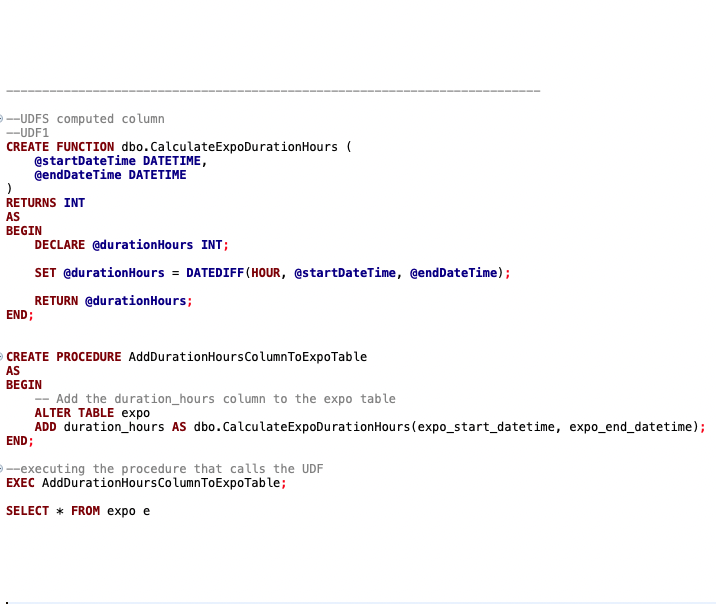 --------------------------------------------------------------------------
--UDFS computed column
--UDF1
CREATE FUNCTION dbo.CalculateExpoDurationHours (
    @startDateTime DATETIME,
    @endDateTime DATETIME
)
RETURNS INT
AS
BEGIN
    DECLARE @durationHours INT;
    SET @durationHours = DATEDIFF(HOUR, @startDateTime, @endDateTime);
    RETURN @durationHours;
END;
CREATE PROCEDURE AddDurationHoursColumnToExpoTable
AS
BEGIN
    -- Add the duration_hours column to the expo table
    ALTER TABLE expo
    ADD duration_hours AS dbo.CalculateExpoDurationHours(expo_start_datetime, expo_end_datetime);
END;
--executing the procedure that calls the UDF
EXEC AddDurationHoursColumnToExpoTable;
SELECT * FROM expo e